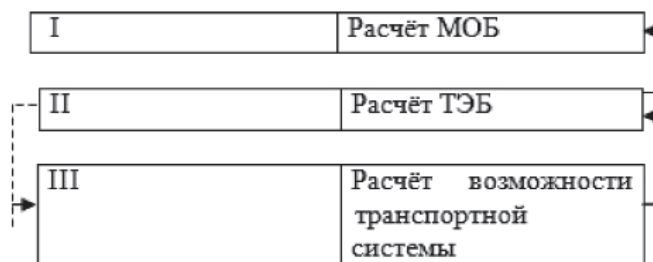 I Расчёт МОБ
II Расчёт ТЭБ
III Расчёт возможности
транспортной
системы